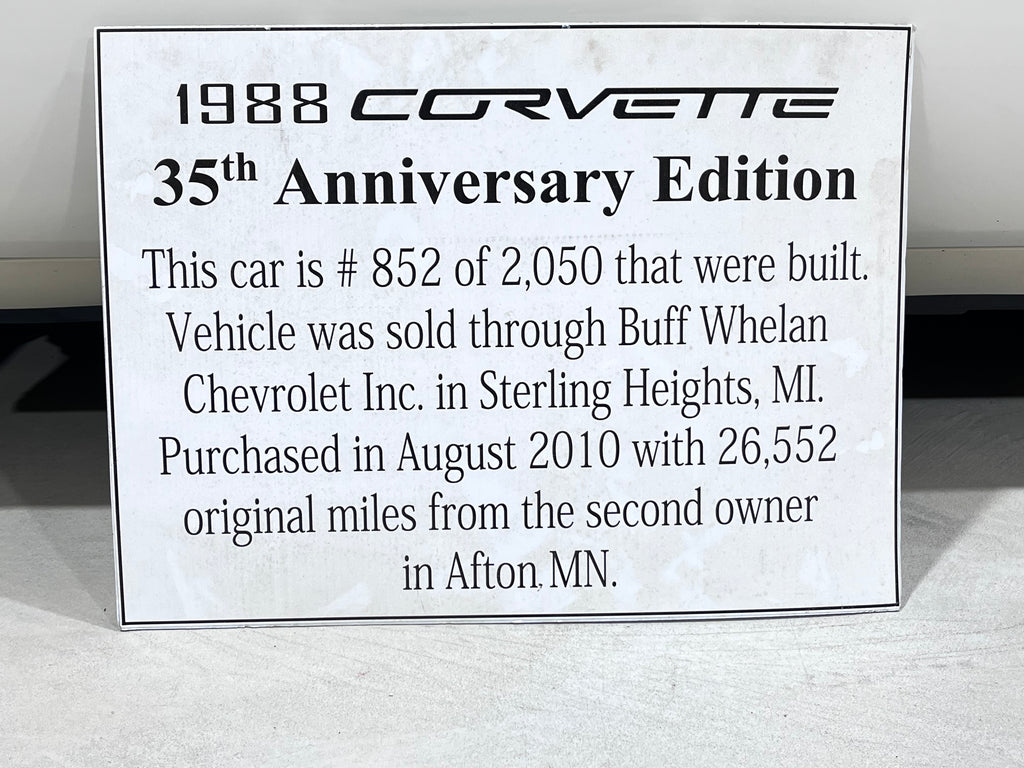 1988 CORVETTE
35th Anniversary Edition
This car is # 852 of 2,050 that were built.
Vehicle was sold through Buff Whelan
Chevrolet Inc. in Sterling Heights, MI.
Purchased in August 2010 with 26,552
original miles from the second owner
in Afton, MN.